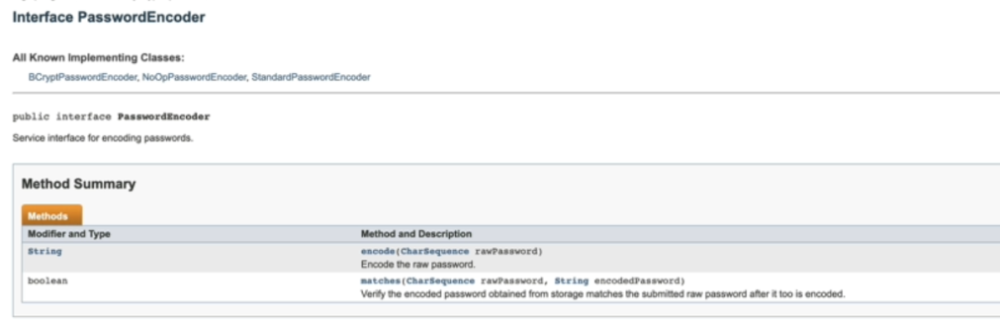 Interface PasswordEncoder
All Known Implementing Classes:
BCryptPasswordEncoder, NoOpPasswordEncoder, StandardPasswordEncoder
public interface PasswordEncoder
Service interface for encoding passwords.
Method Summary
Methods
Modifier and Type Method and Description
String encode(CharSequence rawPassword)
Encode the raw password.
boolean matches(CharSequence rawPassword, String encodedPassword)
Verify the encoded password obtained from storage matches the submitted raw password after it too is encoded.